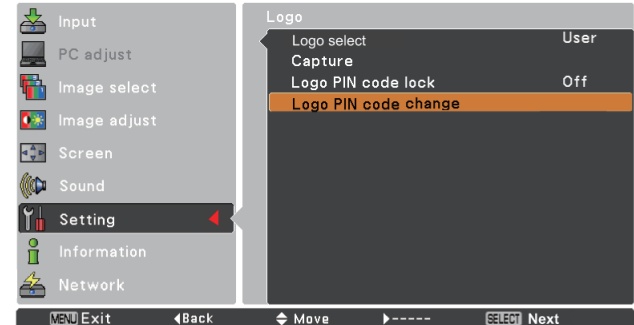 Input
PC adjust
Image select
Image adjust
Screen
Sound
Setting
Information
Network
Logo
Logo select User
Capture
Logo PIN code lock Off
Logo PIN code change
MENU Exit Back Move ----- SELECT Next